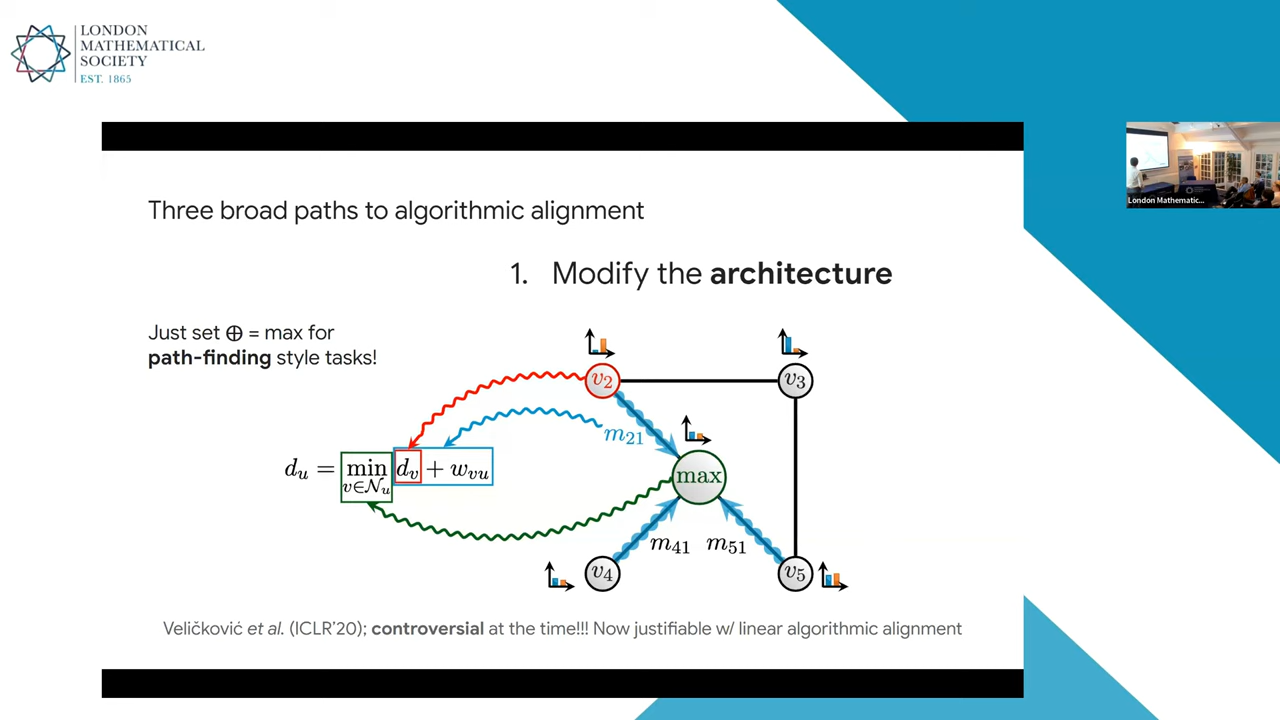 LONDON
MATHEMATICAL
SOCIETY
EST. 1865
London Mathematic...
Three broad paths to algorithmic alignment
1. Modify the architecture
Just set ⊕ = max for
path-finding style tasks!
v2
v3
m21
max
d_u = min_{v∈𝒩_u} d_v + w_vu
m41 m51
v4
v5
Veličković et al. (ICLR'20); controversial at the time!!! Now justifiable w/ linear algorithmic alignment